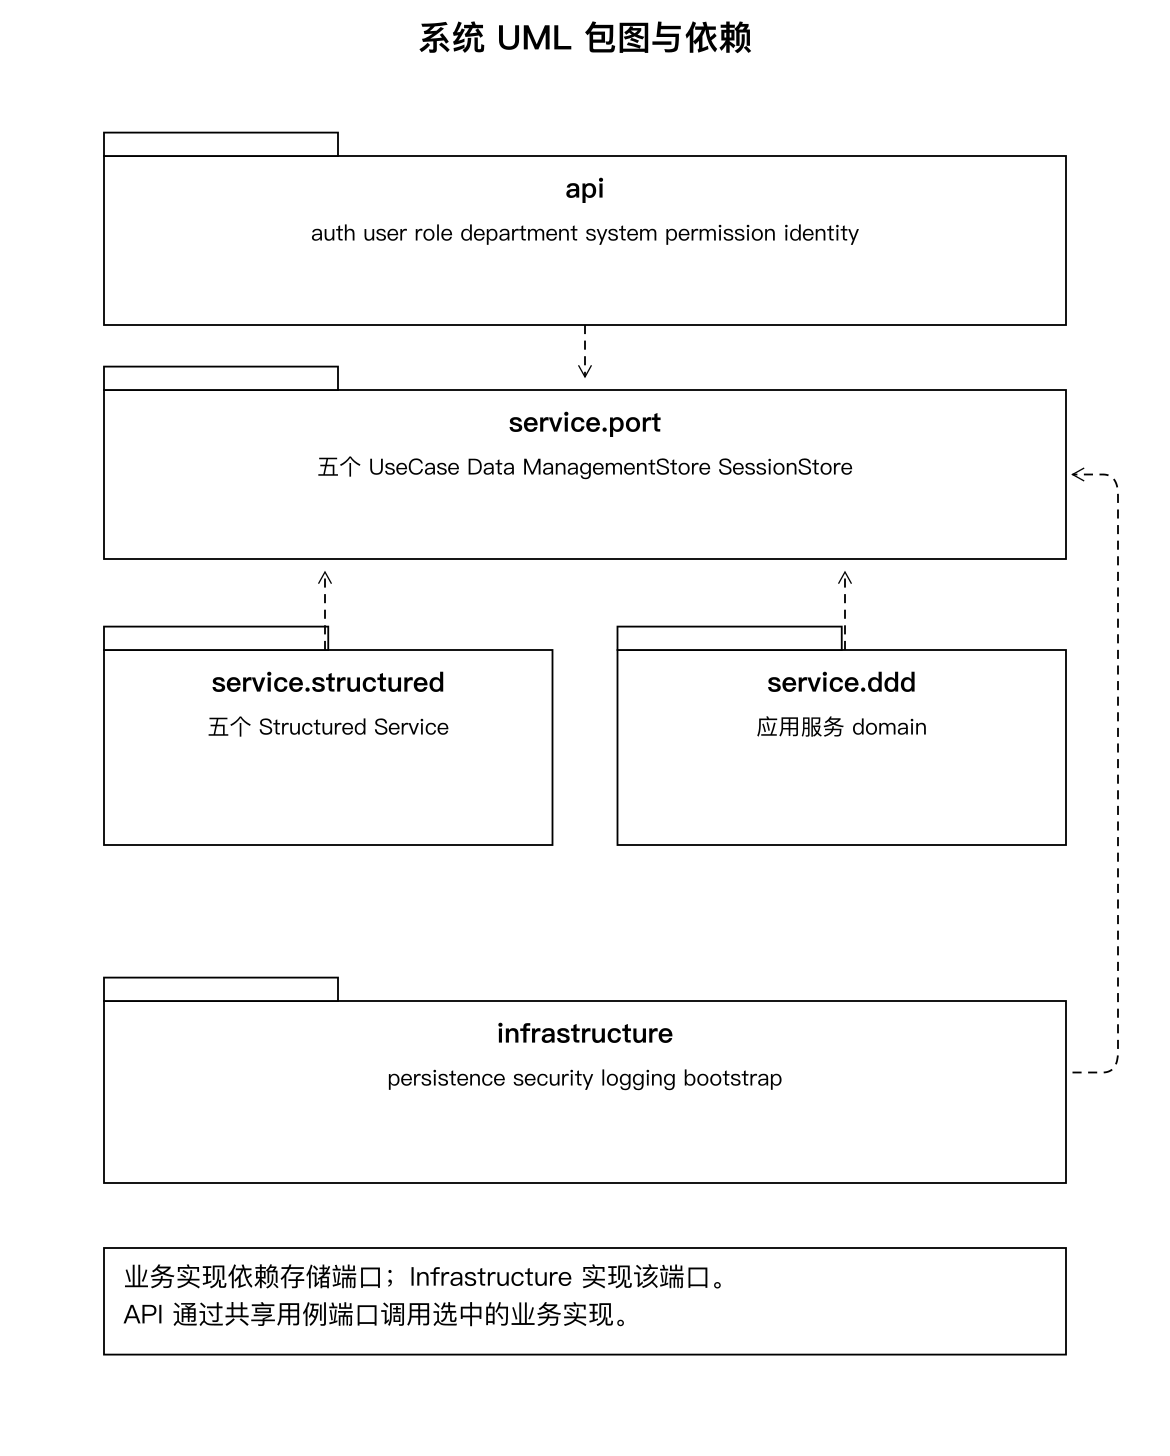 系统 UML 包图与依赖
api
auth user role department system permission identity
service.port
五个 UseCase Data ManagementStore SessionStore
service.structured
五个 Structured Service
service.ddd
应用服务 domain
infrastructure
persistence security logging bootstrap
业务实现依赖存储端口；Infrastructure 实现该端口。
API 通过共享用例端口调用选中的业务实现。